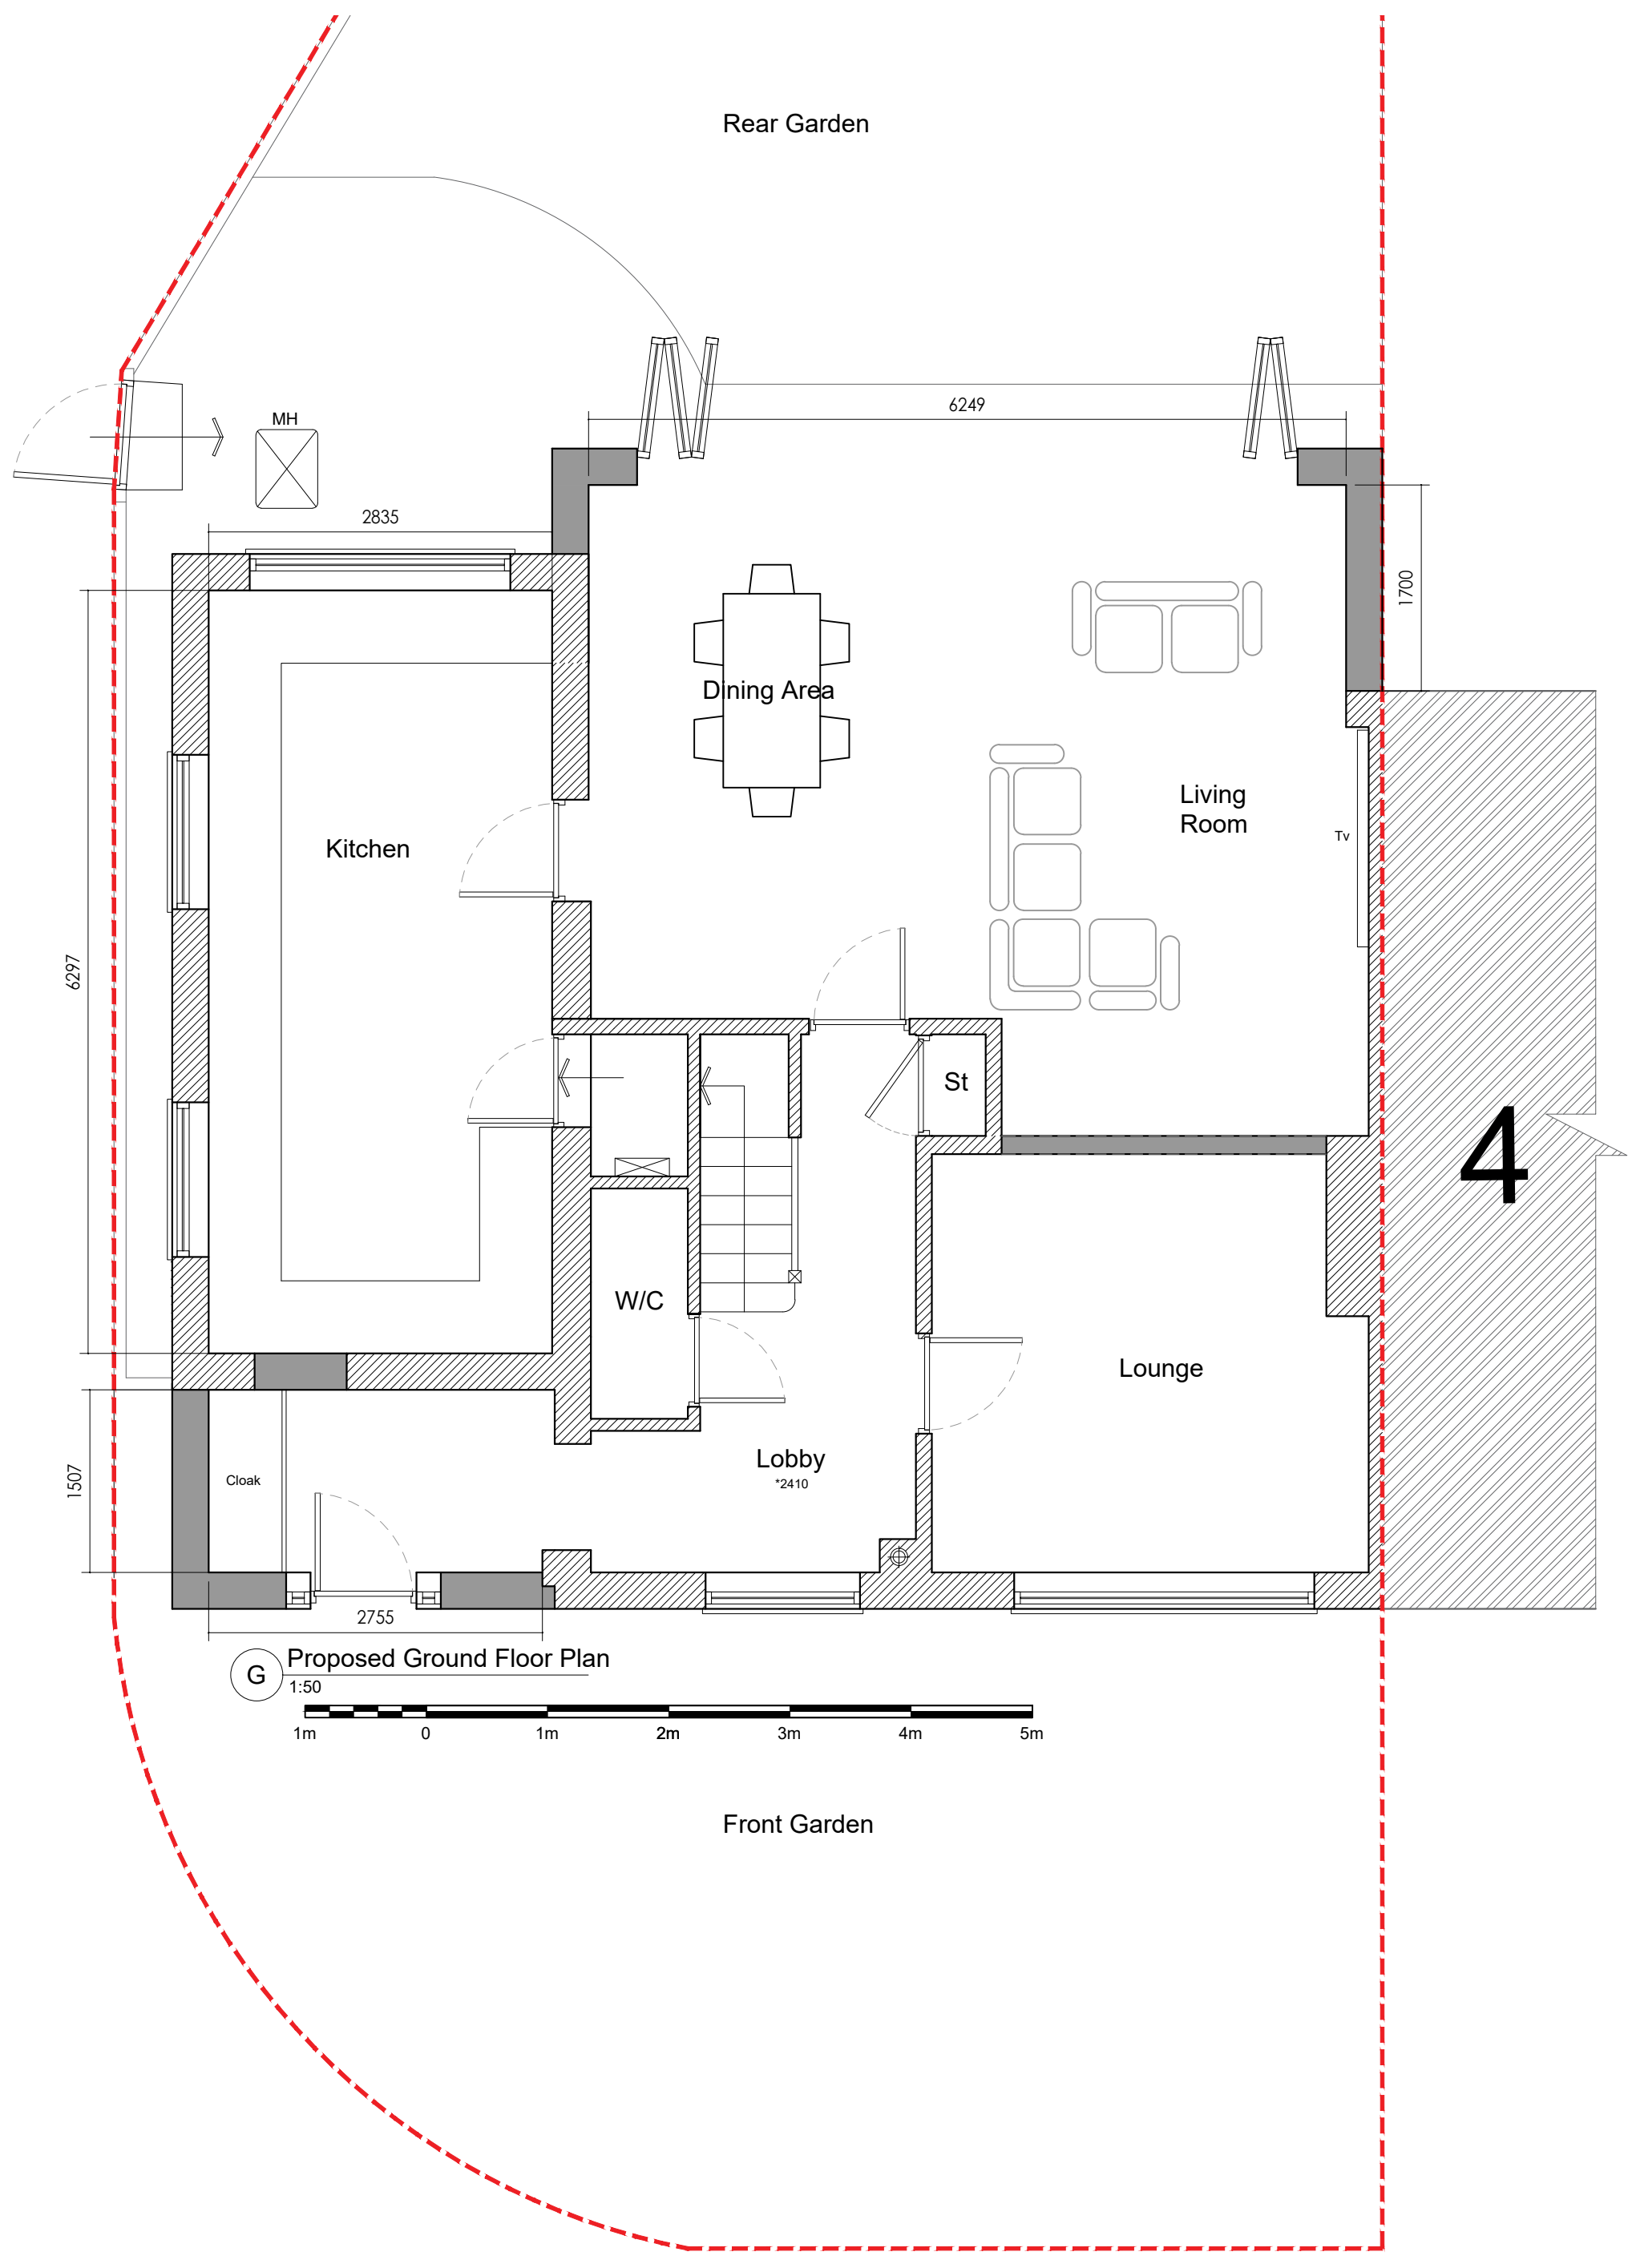 Rear Garden
6249
MH
2835
1700
Dining Area
Living
Room
Tv
Kitchen
6297
St
4
W/C
Lounge
Lobby
*2410
Cloak
1507
2755
G
Proposed Ground Floor Plan
1:50
1m 0 1m 2m 3m 4m 5m
Front Garden